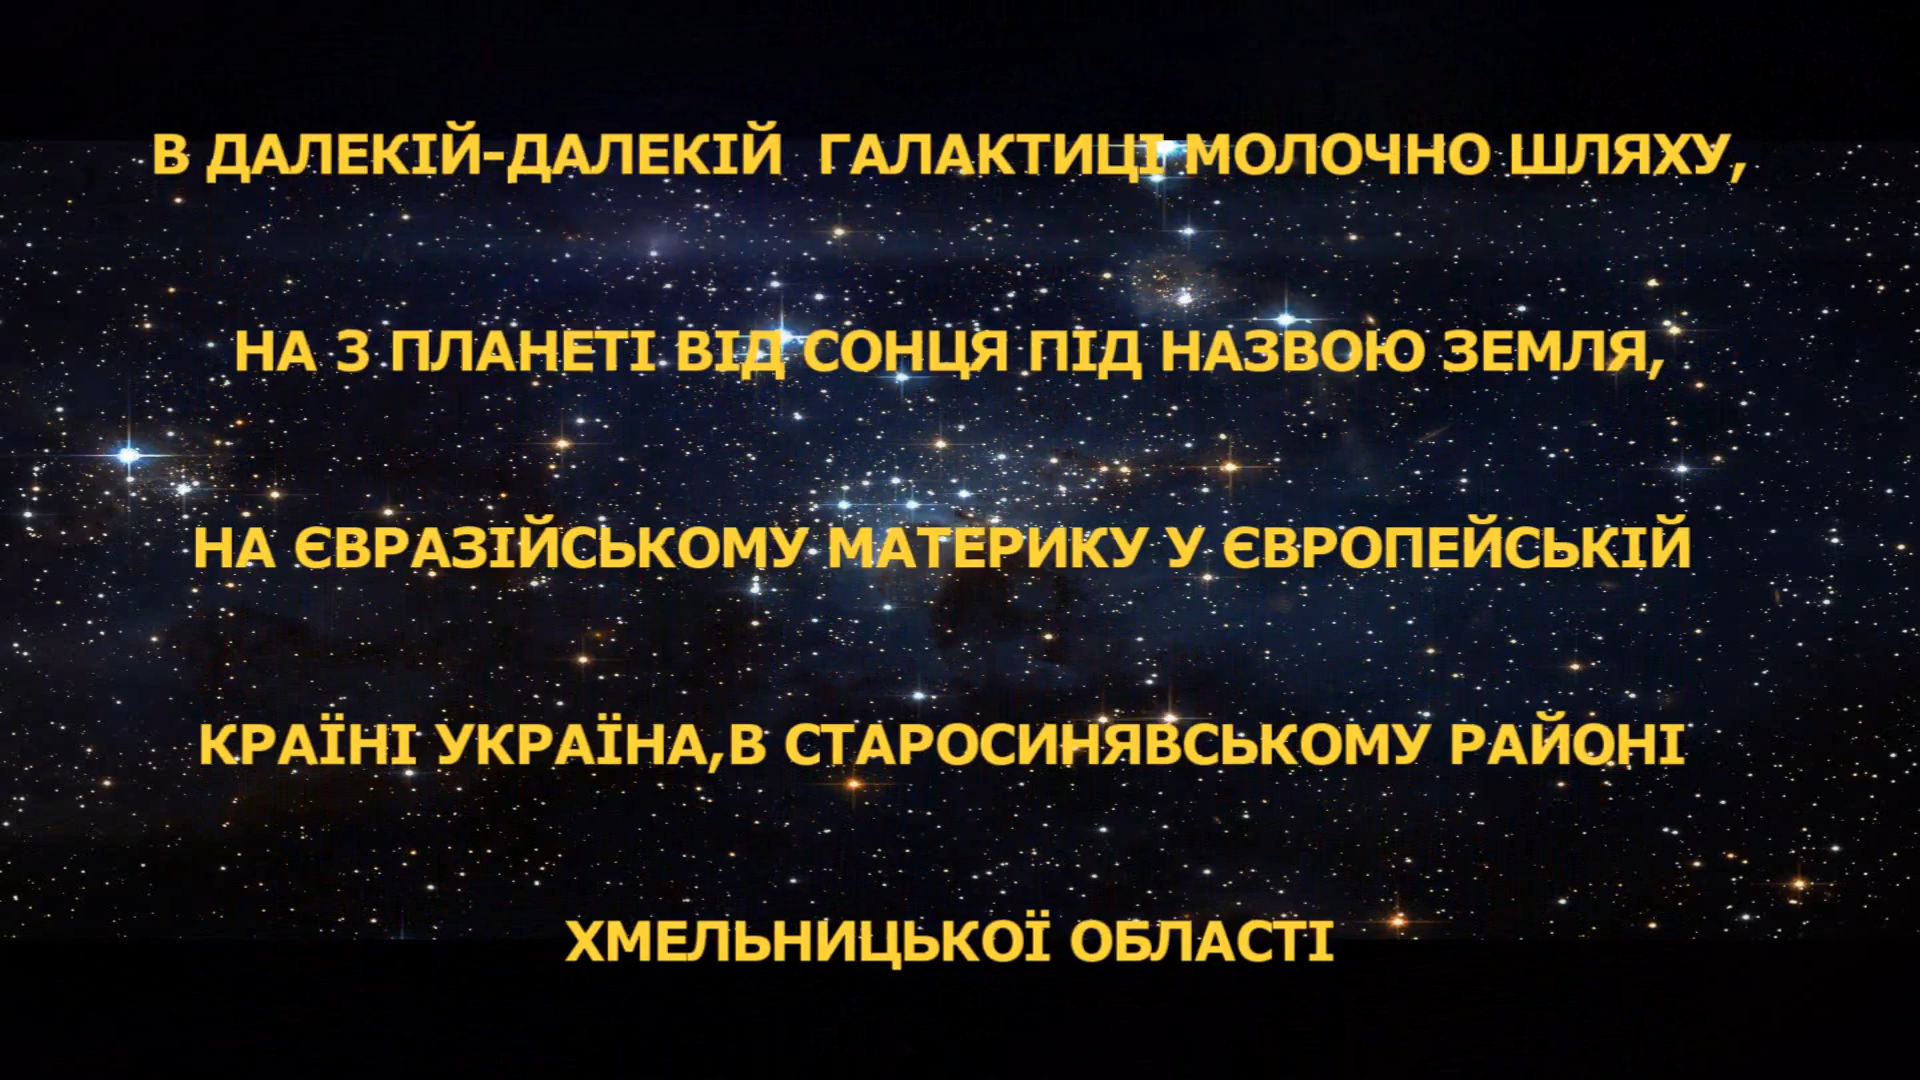 В ДАЛЕКІЙ-ДАЛЕКІЙ  ГАЛАКТИЦІ МОЛОЧНО ШЛЯХУ,
НА 3 ПЛАНЕТІ ВІД СОНЦЯ ПІД НАЗВОЮ ЗЕМЛЯ,
НА ЄВРАЗІЙСЬКОМУ МАТЕРИКУ У ЄВРОПЕЙСЬКІЙ
КРАЇНІ УКРАЇНА,В СТАРОСИНЯВСЬКОМУ РАЙОНІ
ХМЕЛЬНИЦЬКОЇ ОБЛАСТІ